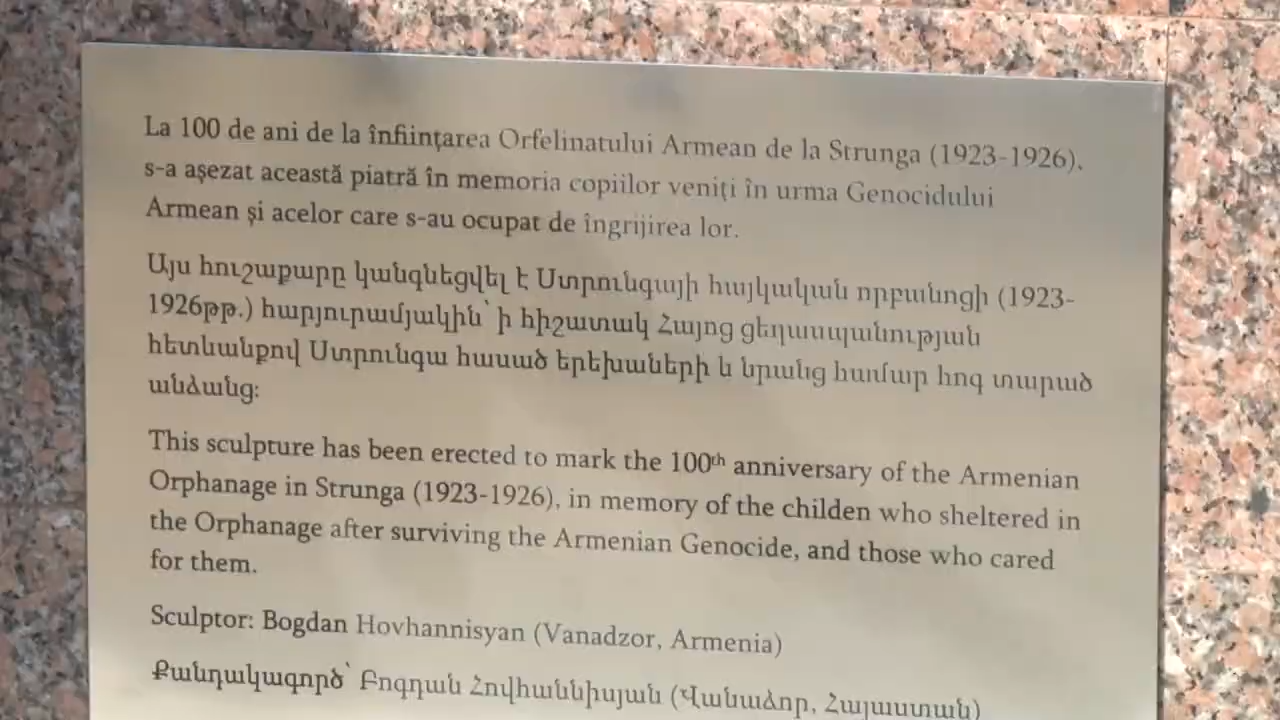 La 100 de ani de la înființarea Orfelinatului Armean de la Strunga (1923-1926),
s-a așezat această piatră în memoria copiilor veniți în urma Genocidului
Armean și acelor care s-au ocupat de îngrijirea lor.
Այս հուշաքարը կանգնեցվել է Ստրունգայի հայկական որբանոցի (1923-
1926թթ.) հարյուրամյակին՝ ի հիշատակ Հայոց ցեղասպանության
հետևանքով Ստրունգա հասած երեխաների և նրանց համար հոգ տարած
անձանց։
This sculpture has been erected to mark the 100th anniversary of the Armenian
Orphanage in Strunga (1923-1926), in memory of the childen who sheltered in
the Orphanage after surviving the Armenian Genocide, and those who cared
for them.
Sculptor: Bogdan Hovhannisyan (Vanadzor, Armenia)
Քանդակագործ՝ Բոգդան Հովհաննիսյան (Վանաձոր, Հայաստան)